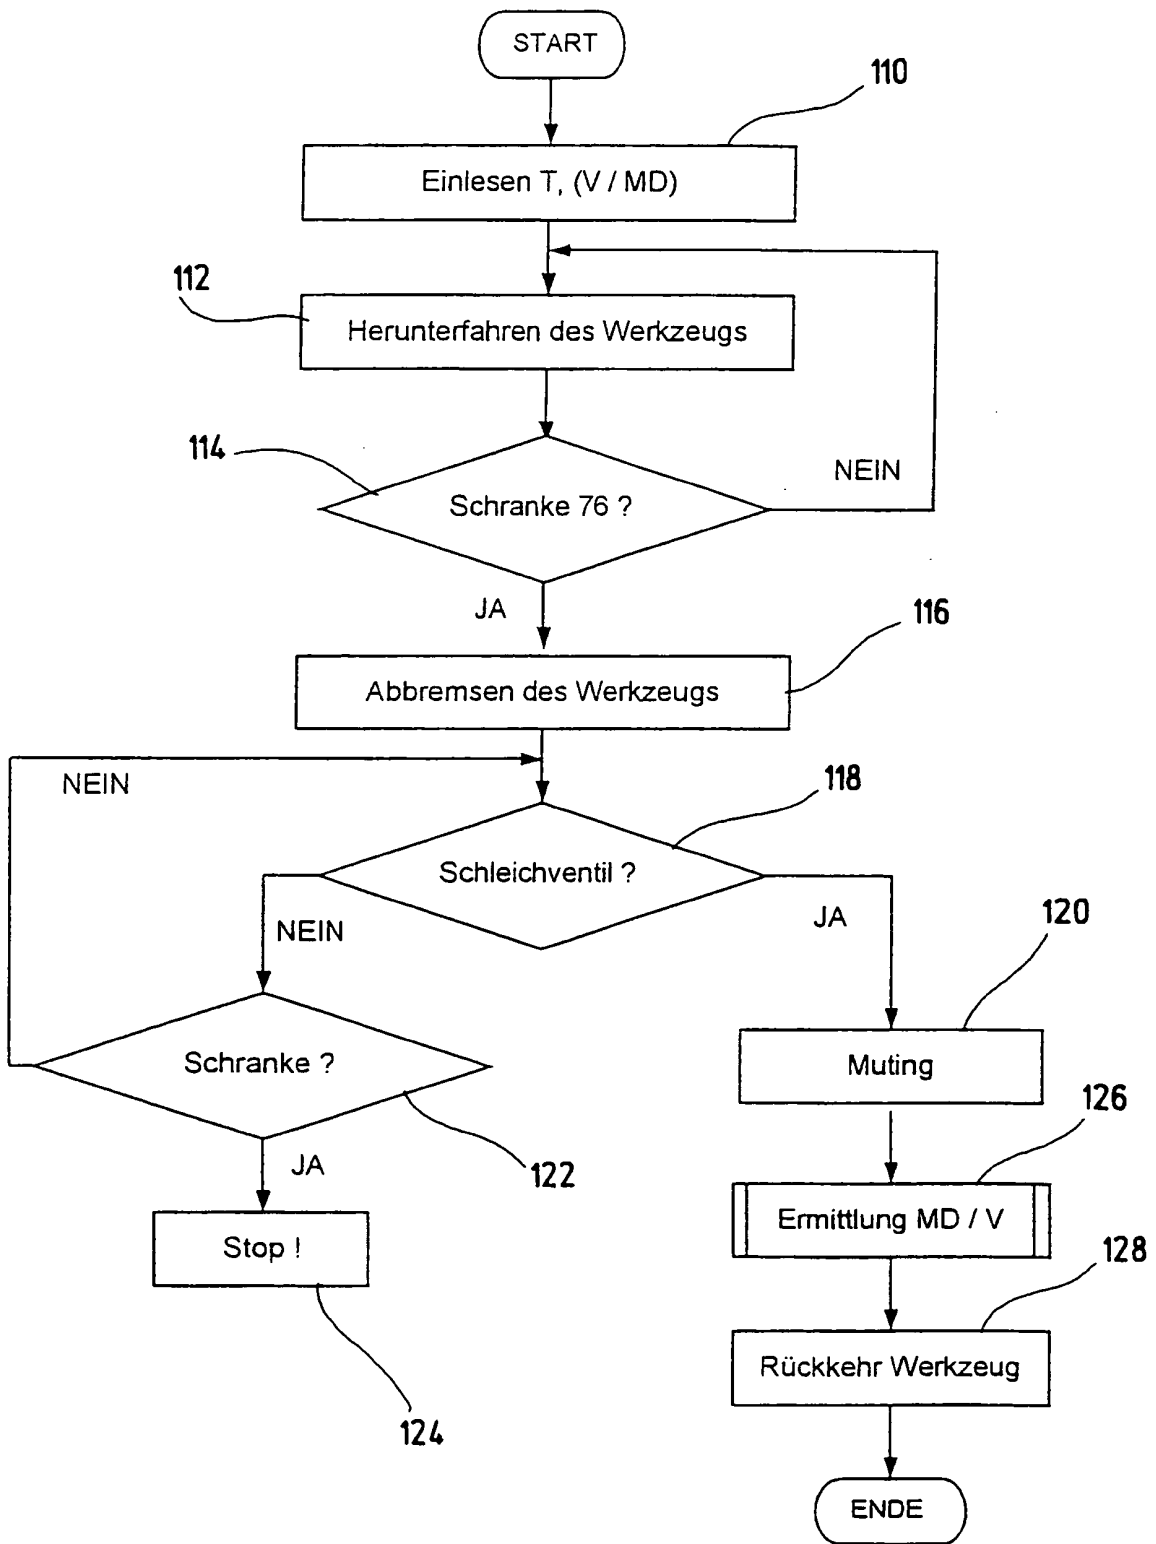 START
110
Einlesen T, (V / MD)
112
Herunterfahren des Werkzeugs
114
NEIN
Schranke 76 ?
JA
116
Abbremsen des Werkzeugs
NEIN
118
Schleichventil ?
NEIN
JA
120
Schranke ?
Muting
126
JA
122
Ermittlung MD / V
Stop !
128
Rückkehr Werkzeug
124
ENDE